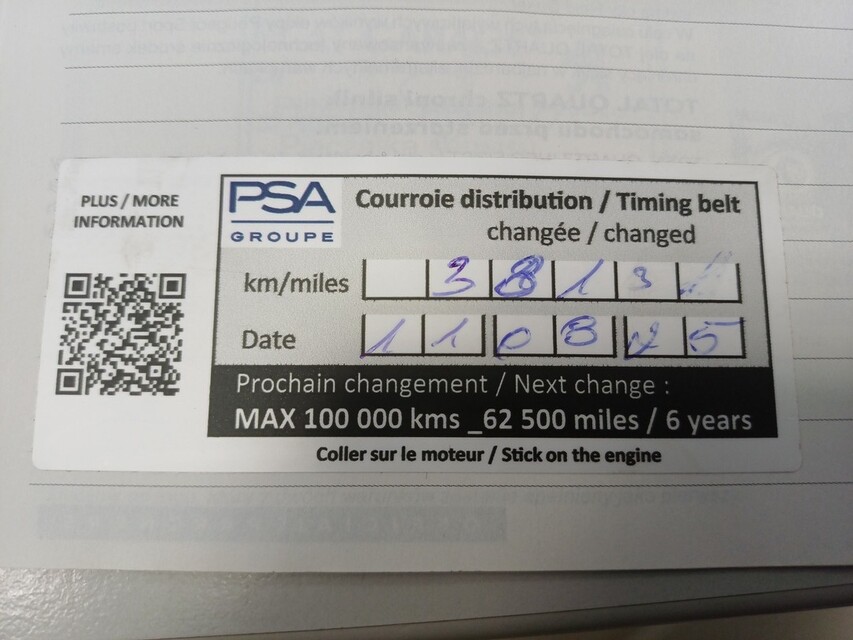 PLUS / MORE
INFORMATION
PSA
GROUPE
Courroie distribution / Timing belt
changée / changed
km/miles 3 8 1 3
Date 1 1 0 8 2 5
Prochain changement / Next change :
MAX 100 000 kms _62 500 miles / 6 years
Coller sur le moteur / Stick on the engine